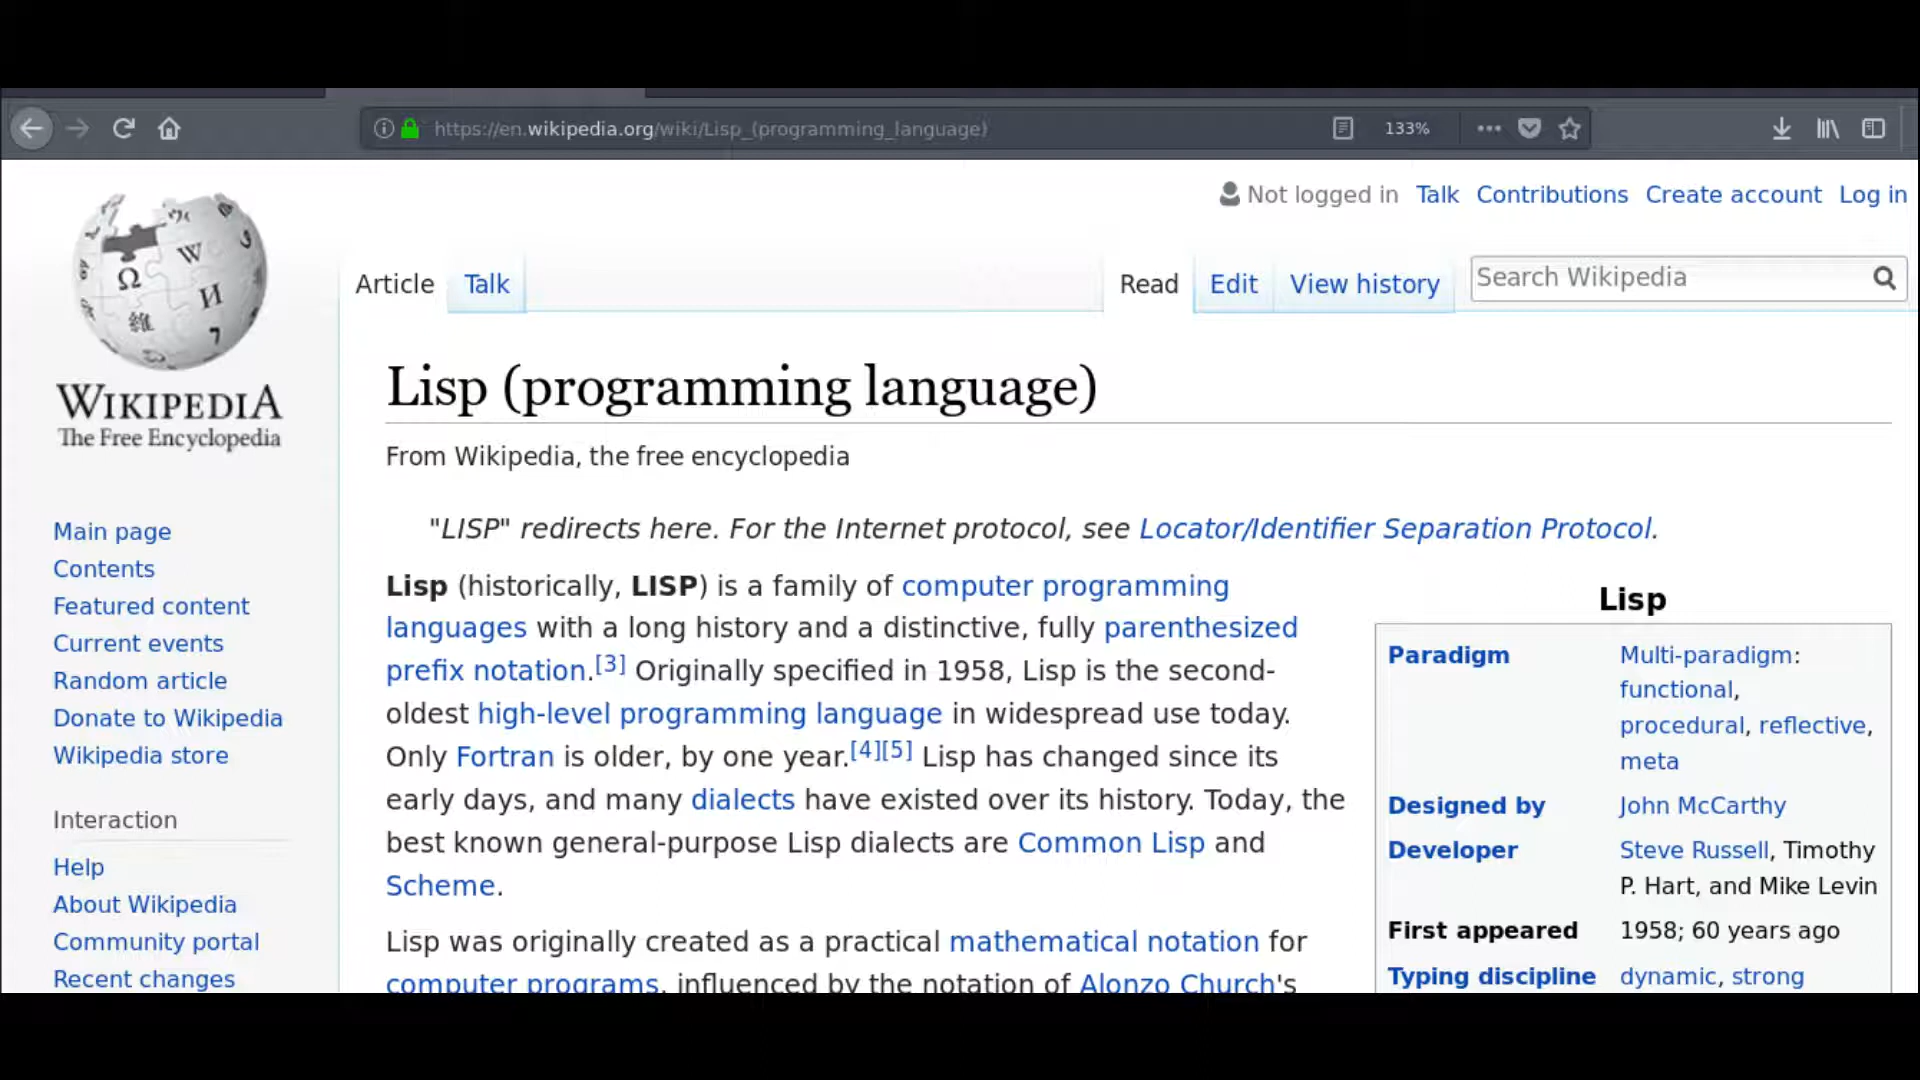 https://en.wikipedia.org/wiki/Lisp_(programming_language)
133%
Not logged in Talk Contributions Create account Log in
Article Talk Read Edit View history Search Wikipedia
WIKIPEDIA
The Free Encyclopedia
Main page
Contents
Featured content
Current events
Random article
Donate to Wikipedia
Wikipedia store
Interaction
Help
About Wikipedia
Community portal
Recent changes
Lisp (programming language)
From Wikipedia, the free encyclopedia
"LISP" redirects here. For the Internet protocol, see Locator/Identifier Separation Protocol.
Lisp (historically, LISP) is a family of computer programming
languages with a long history and a distinctive, fully parenthesized
prefix notation.[3] Originally specified in 1958, Lisp is the second-
oldest high-level programming language in widespread use today.
Only Fortran is older, by one year.[4][5] Lisp has changed since its
early days, and many dialects have existed over its history. Today, the
best known general-purpose Lisp dialects are Common Lisp and
Scheme.
Lisp was originally created as a practical mathematical notation for
computer programs, influenced by the notation of Alonzo Church's
Lisp
Paradigm Multi-paradigm:
functional,
procedural, reflective,
meta
Designed by John McCarthy
Developer Steve Russell, Timothy
P. Hart, and Mike Levin
First appeared 1958; 60 years ago
Typing discipline dynamic, strong